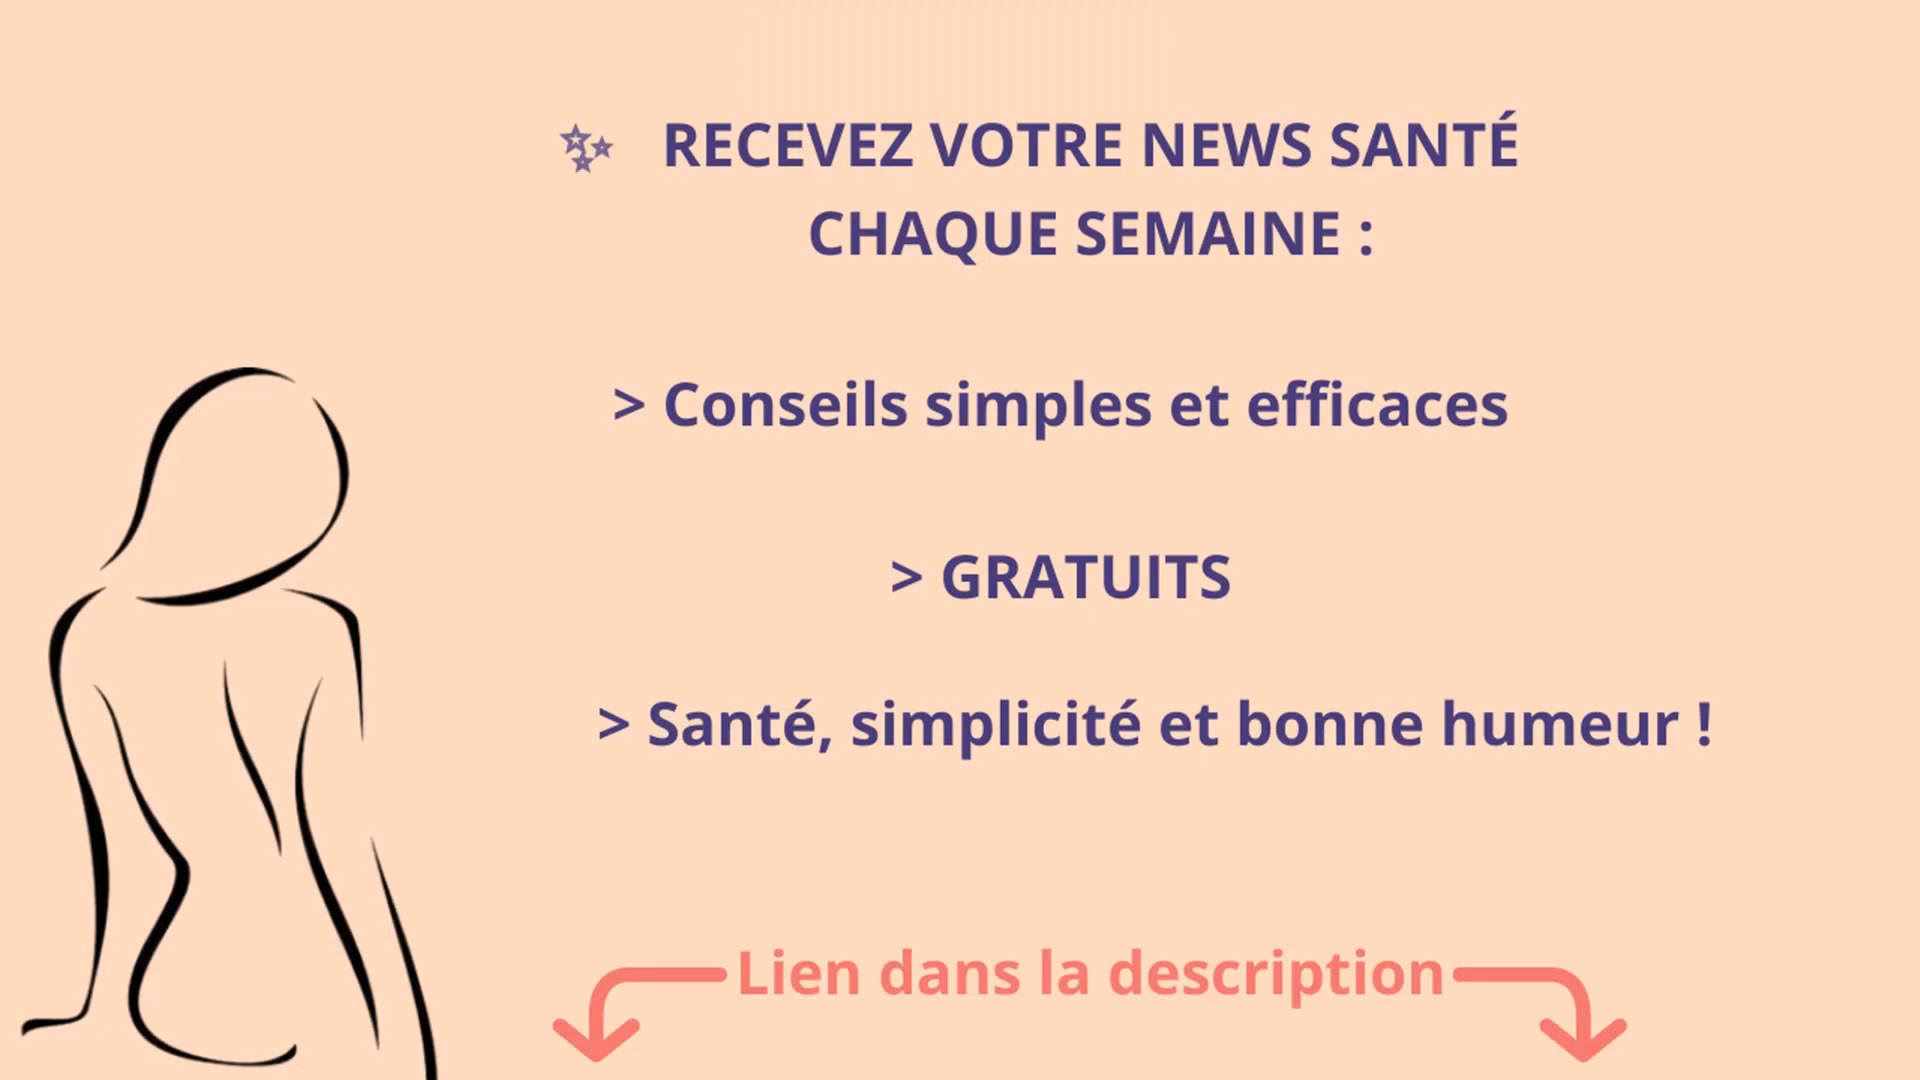 RECEVEZ VOTRE NEWS SANTÉ
CHAQUE SEMAINE :
> Conseils simples et efficaces
> GRATUITS
> Santé, simplicité et bonne humeur !
Lien dans la description